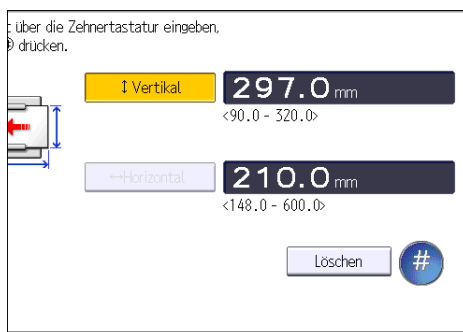 über die Zehnertastatur eingeben,
drücken.
↕ Vertikal
297.0 mm
<90.0 - 320.0>
↔Horizontal
210.0 mm
<148.0 - 600.0>
Löschen
#